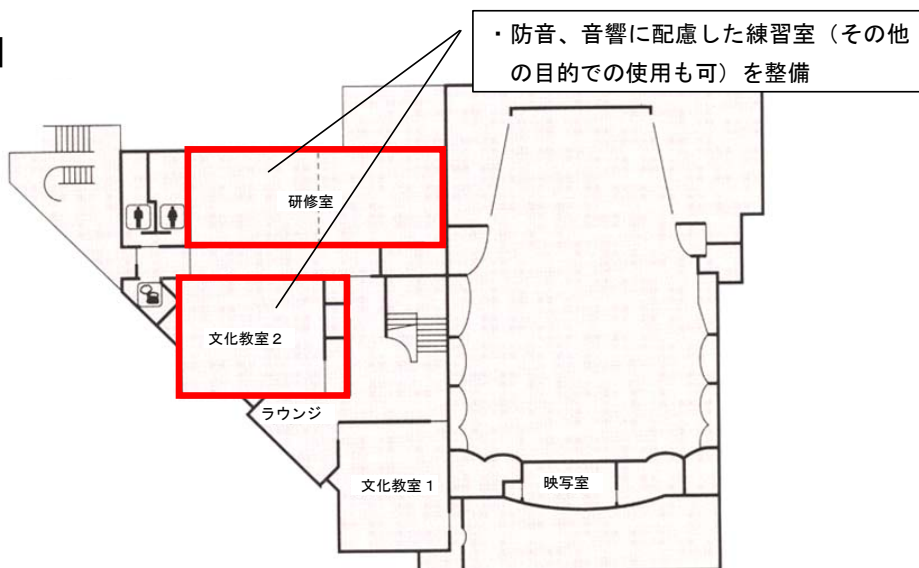 ・防音、音響に配慮した練習室（その他
の目的での使用も可）を整備
研修室
文化教室２
ラウンジ
文化教室１
映写室